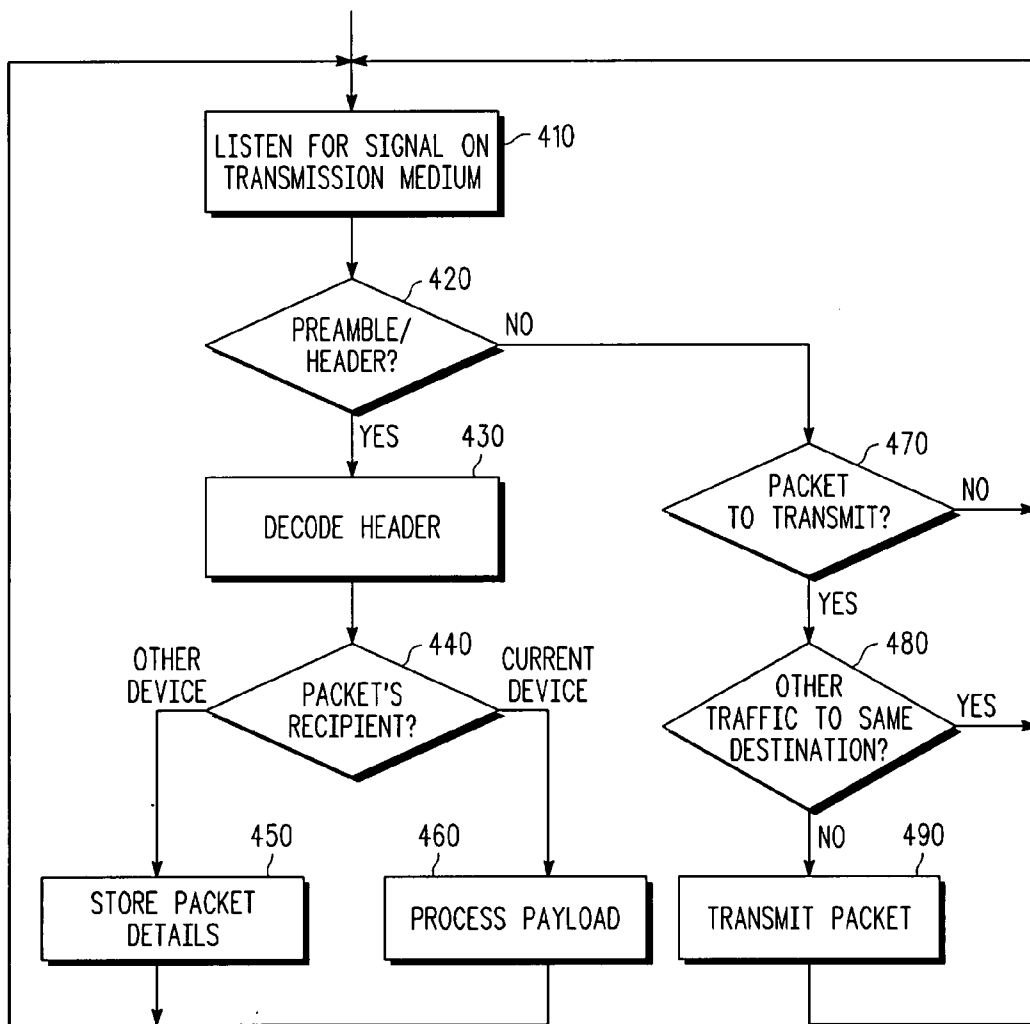 LISTEN FOR SIGNAL ON
TRANSMISSION MEDIUM
410
420
PREAMBLE/
HEADER?
NO
YES
430
DECODE HEADER
470
PACKET
TO TRANSMIT?
NO
YES
440
OTHER
DEVICE
PACKET'S
RECIPIENT?
CURRENT
DEVICE
480
OTHER
TRAFFIC TO SAME
DESTINATION?
YES
NO
450
STORE PACKET
DETAILS
460
PROCESS PAYLOAD
490
TRANSMIT PACKET